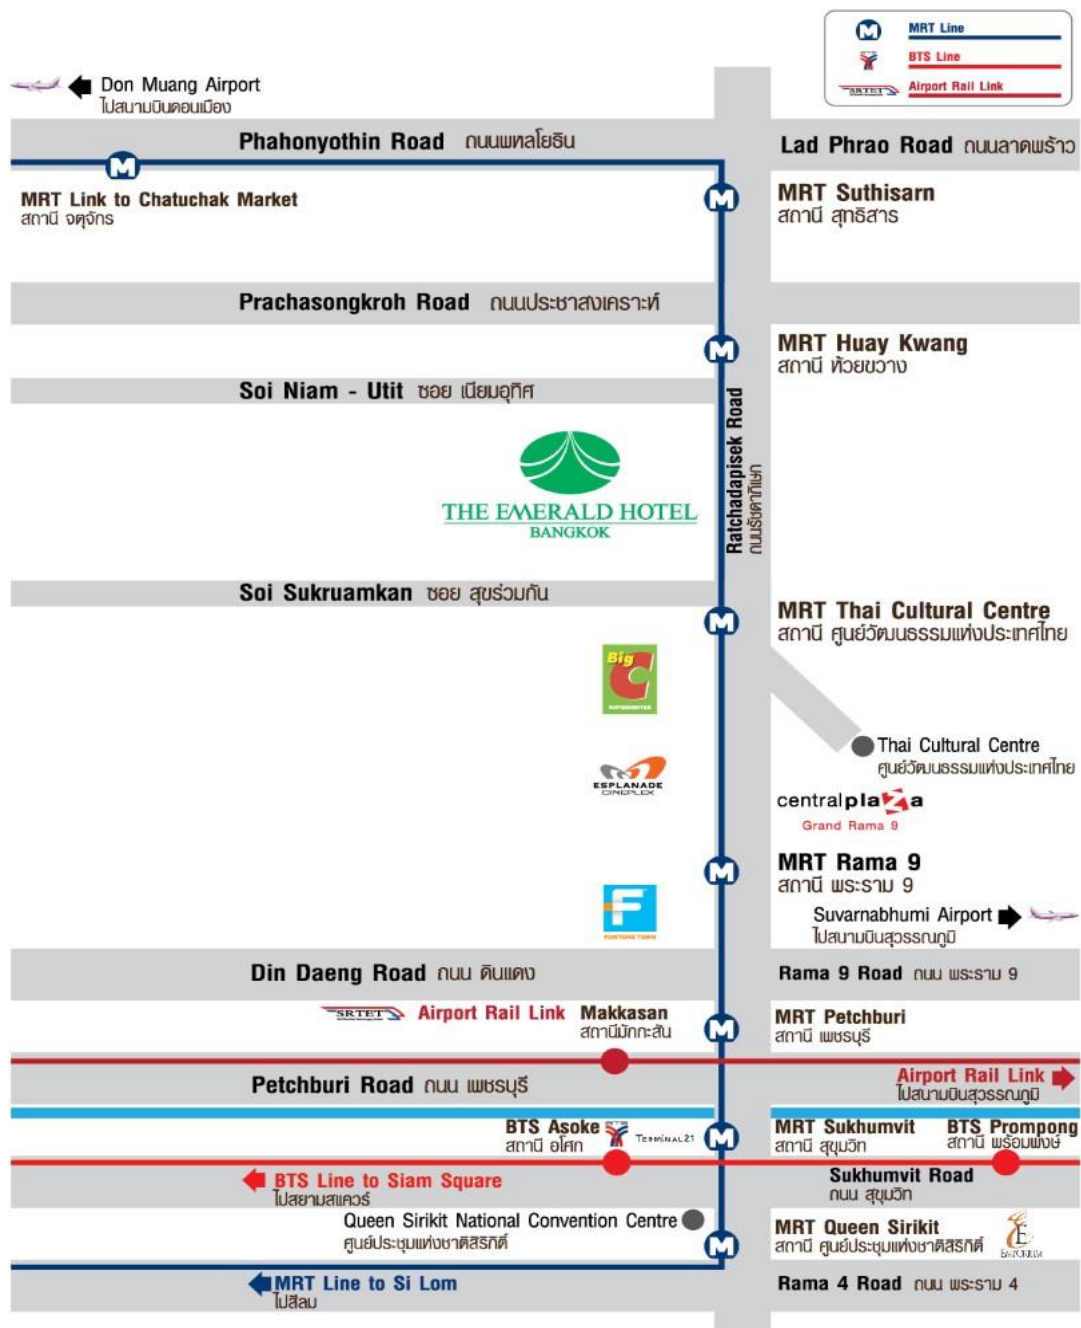 MRT Line
BTS Line
SRTET Airport Rail Link
Don Muang Airport
ไปสนามบินดอนเมือง
Phahonyothin Road ถนนพหลโยธิน
Lad Phrao Road ถนนลาดพร้าว
M
MRT Link to Chatuchak Market
สถานี จตุจักร
M
MRT Suthisarn
สถานี สุทธิสาร
Prachasongkroh Road ถนนประชาสงเคราะห์
M
MRT Huay Kwang
สถานี ห้วยขวาง
Soi Niam - Utit ซอย เนียมอุทิศ
Ratchadapisek Road
ถนนรัชดาภิเษก
THE EMERALD HOTEL
BANGKOK
Soi Sukruamkan ซอย สุขร่วมกัน
M
MRT Thai Cultural Centre
สถานี ศูนย์วัฒนธรรมแห่งประเทศไทย
Big
C
SUPERCENTER
Thai Cultural Centre
ศูนย์วัฒนธรรมแห่งประเทศไทย
ESPLANADE
CINEPLEX
centralplaza
Grand Rama 9
M
MRT Rama 9
สถานี พระราม 9
F
FORTUNE TOWN
Suvarnabhumi Airport
ไปสนามบินสุวรรณภูมิ
Din Daeng Road ถนน ดินแดง
Rama 9 Road ถนน พระราม 9
SRTET Airport Rail Link Makkasan
สถานีมักกะสัน
M
MRT Petchburi
สถานี เพชรบุรี
Petchburi Road ถนน เพชรบุรี
Airport Rail Link
ไปสนามบินสุวรรณภูมิ
BTS Asoke
สถานี อโศก
TERMINAL21
M
MRT Sukhumvit
สถานี สุขุมวิท
BTS Prompong
สถานี พร้อมพงษ์
BTS Line to Siam Square
ไปสยามสแควร์
Sukhumvit Road
ถนน สุขุมวิท
Queen Sirikit National Convention Centre
ศูนย์ประชุมแห่งชาติสิริกิติ์
M
MRT Queen Sirikit
สถานี ศูนย์ประชุมแห่งชาติสิริกิติ์
E
EMPORIUM
MRT Line to Si Lom
ไปสีลม
Rama 4 Road ถนน พระราม 4